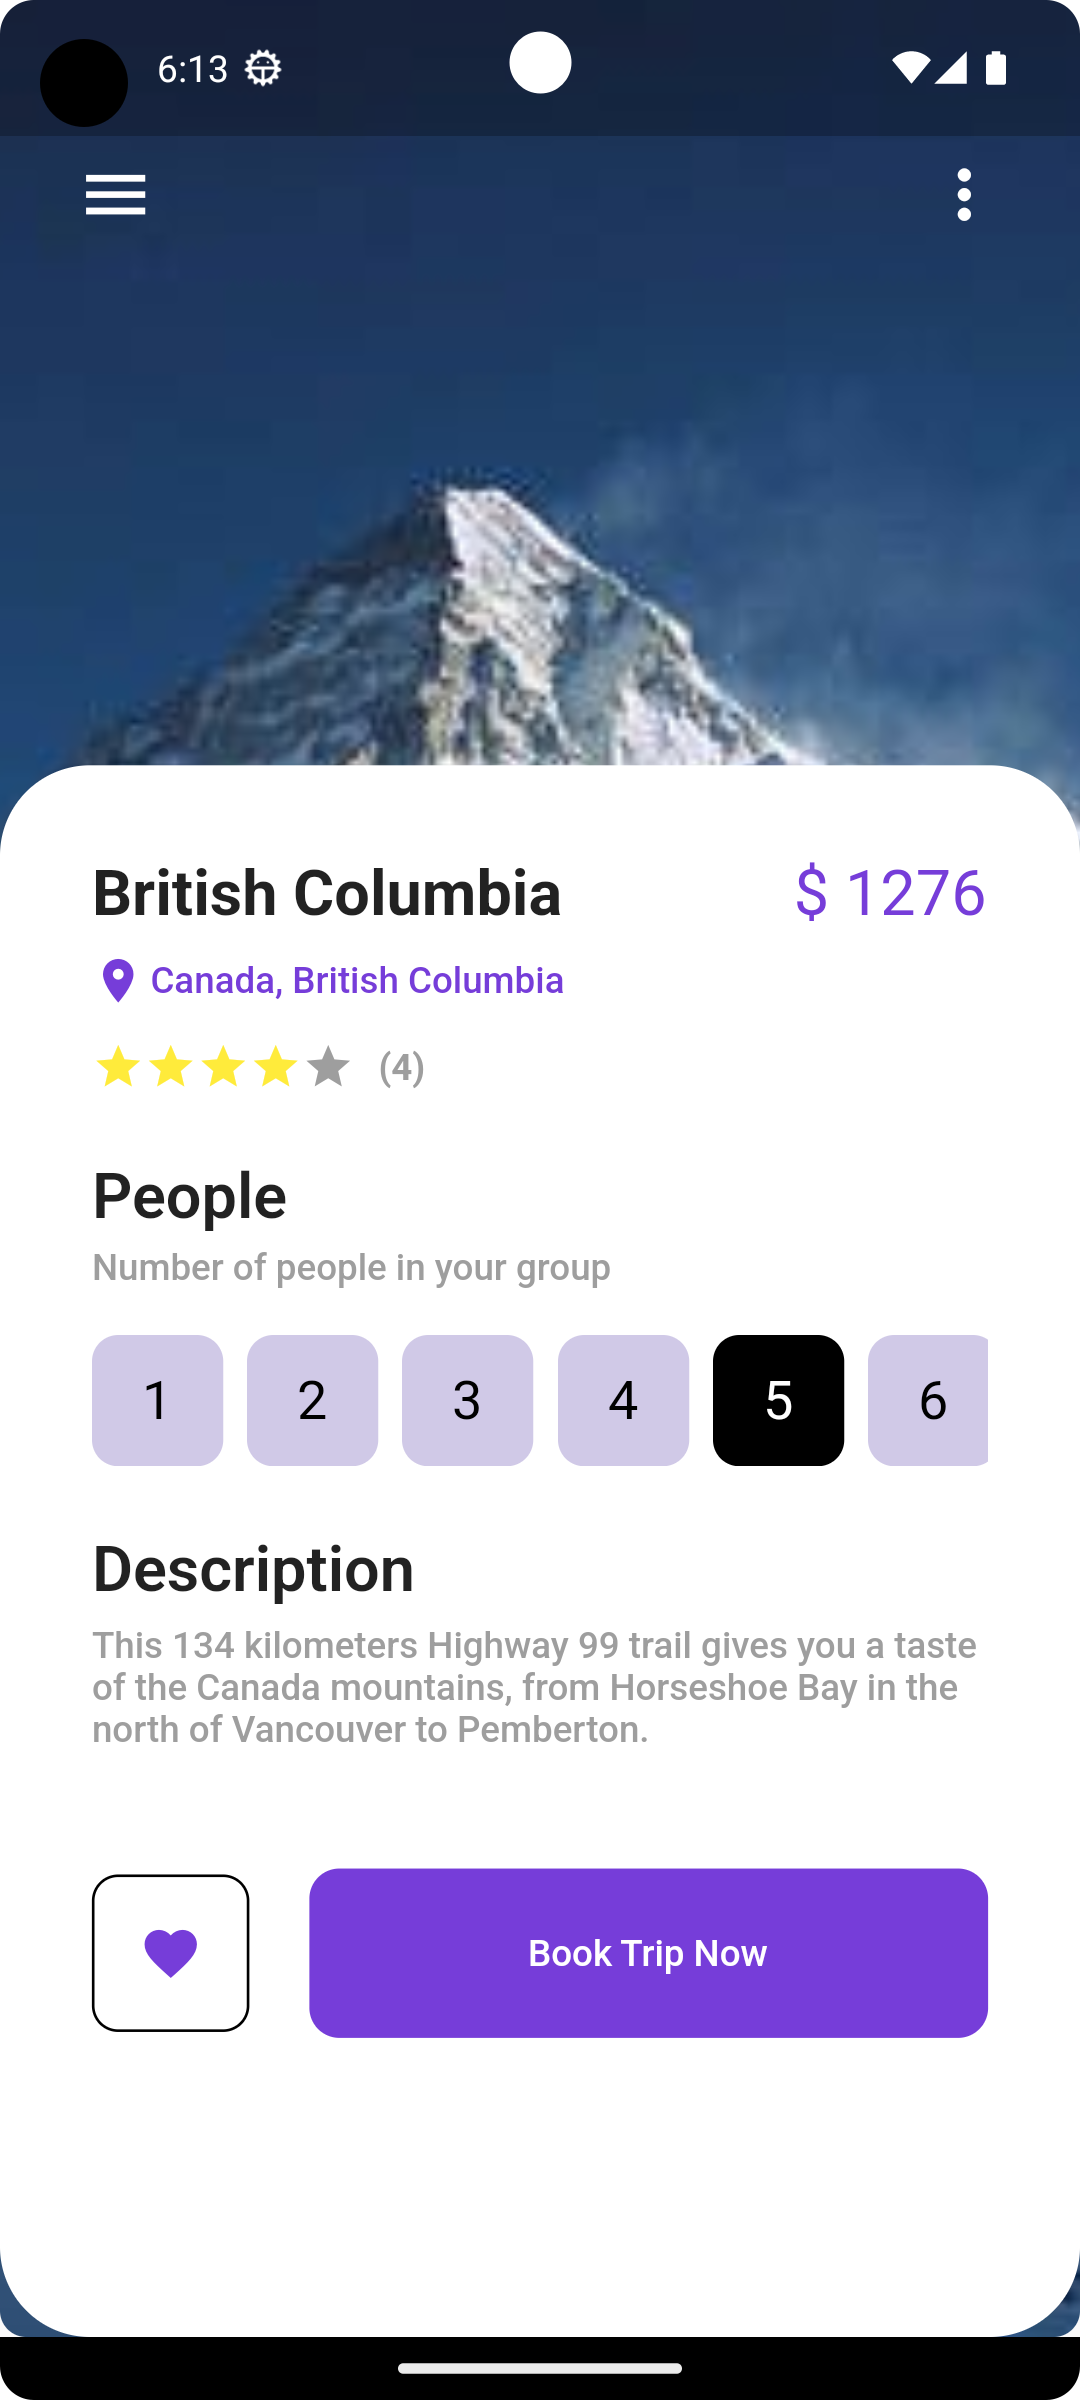 6:13
British Columbia
$ 1276
Canada, British Columbia
(4)
People
Number of people in your group
1 2 3 4 5 6
Description
This 134 kilometers Highway 99 trail gives you a taste
of the Canada mountains, from Horseshoe Bay in the
north of Vancouver to Pemberton.
Book Trip Now